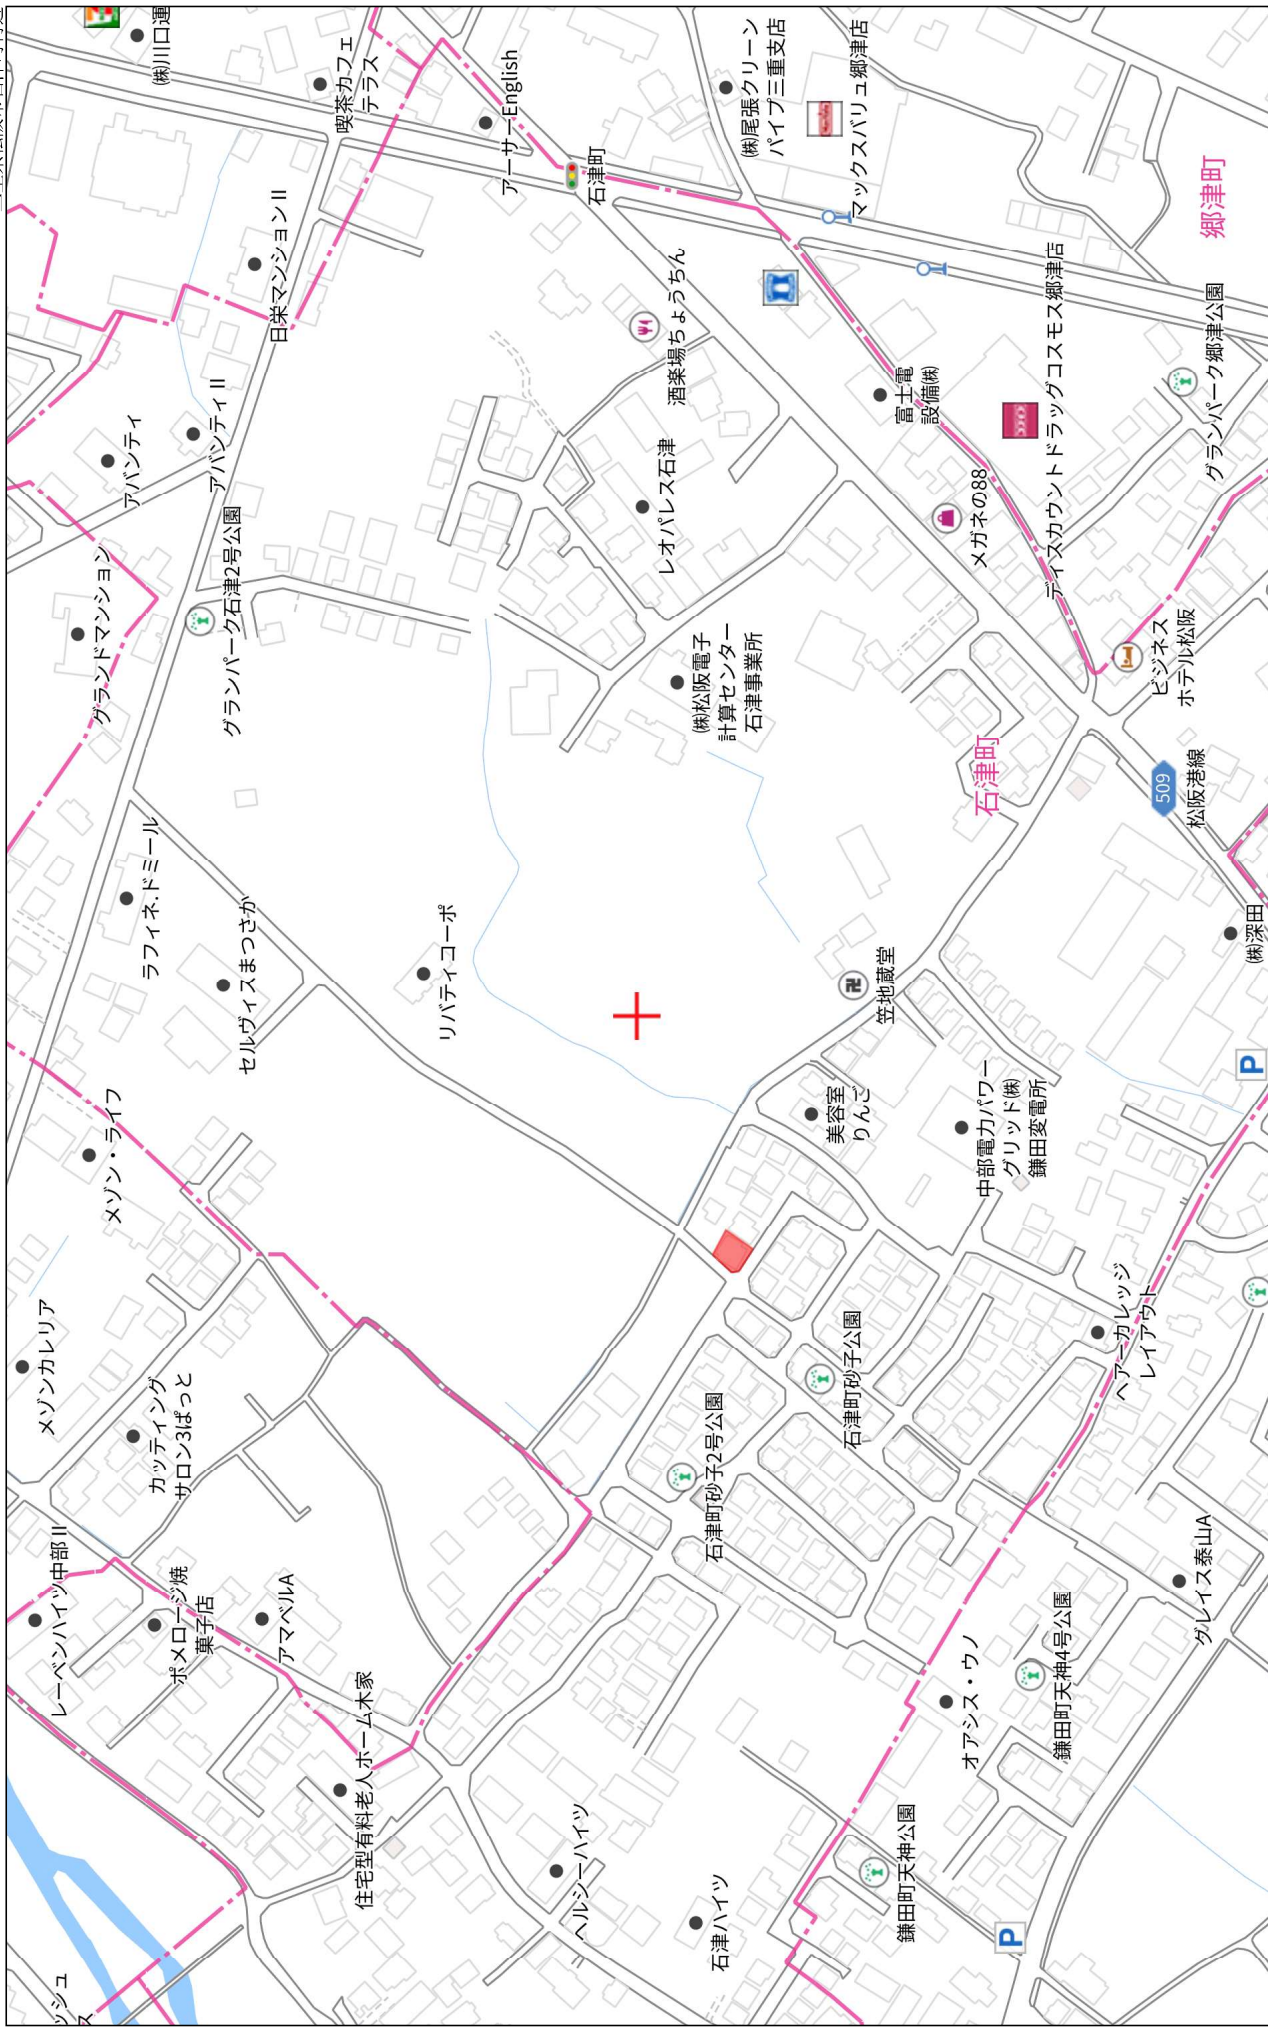 ㈱川口運
喫茶カフェ
テラス
アーサーEnglish
石津町
㈱尾張クリーン
パイプ三重支店
マックスバリュ郷津店
郷津町
日栄マンションⅡ
酒楽場ちょうちん
富士電
設備㈱
ディスカウントドラッグコスモス郷津店
グランパーク郷津公園
アバンティ
アバンティⅡ
レオパレス石津
メガネの88
グランドマンション
グランパーク石津2号公園
㈱松阪電子
計算センター
石津事業所
ビジネス
ホテル松阪
石津町
509
松阪港線
ラフィネ.ドミール
セルヴィスまつさか
リバティコーポ
笠地蔵堂
㈱深田
メゾン・ライフ
美容室
りんご
中部電力パワー
グリッド㈱
鎌田変電所
P
メゾンカレリア
カッティング
サロン3ぱっと
石津町砂子公園
石津町砂子2号公園
ヘアーカレッジ
レイアウト
レーベンハイツ中部Ⅱ
ポメロージ焼
菓子店
アマベルA
グレイス泰山A
オアシス・ウノ
鎌田町天神4号公園
住宅型有料老人ホーム木家
ヘルシーハイツ
石津ハイツ
鎌田町天神公園
P
ッシュ
ス